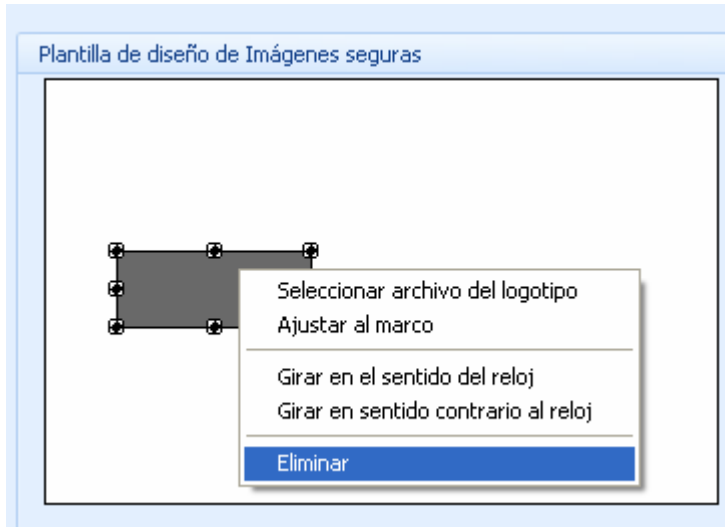 Plantilla de diseño de Imágenes seguras
Seleccionar archivo del logotipo
Ajustar al marco
Girar en el sentido del reloj
Girar en sentido contrario al reloj
Eliminar